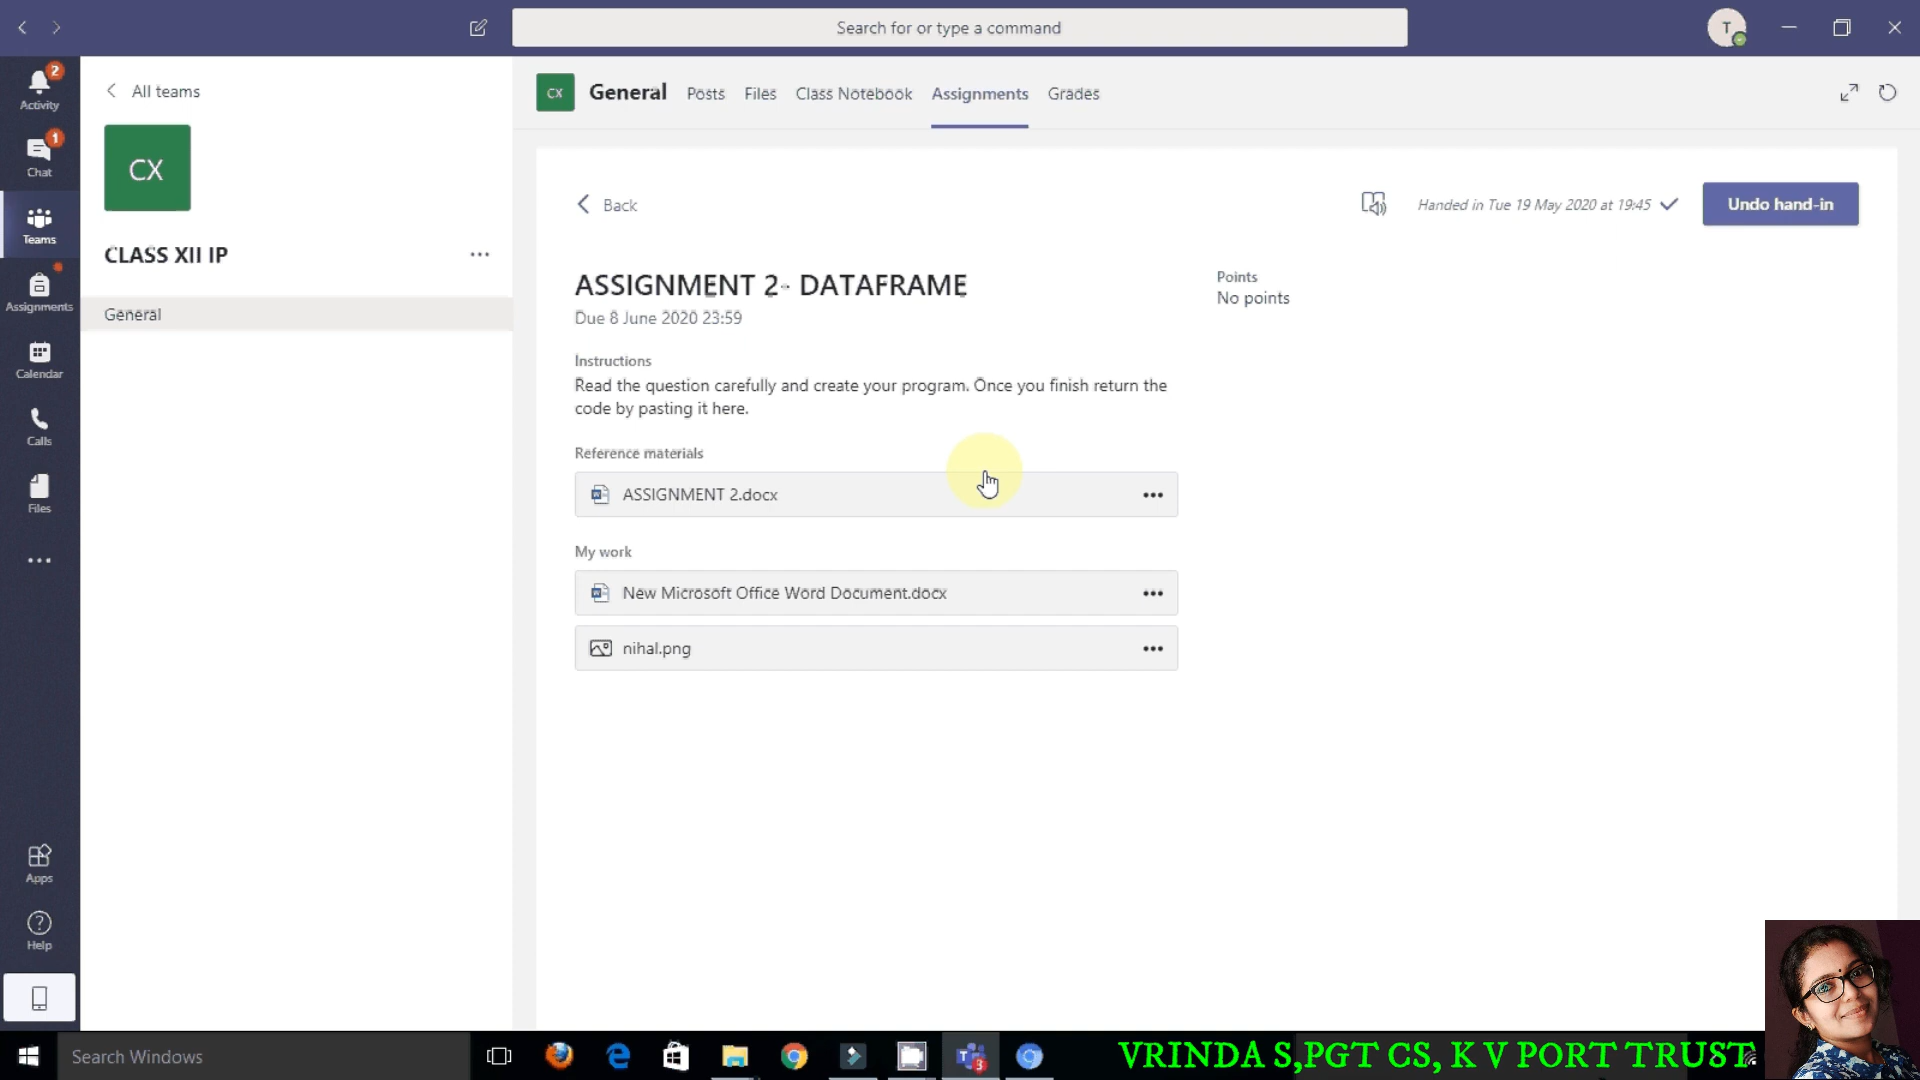 Search for or type a command
T
2
Activity
1
Chat
Teams
Assignments
Calendar
Calls
Files
Apps
Help
All teams
CX
CLASS XII IP
General
CX
General
Posts
Files
Class Notebook
Assignments
Grades
Back
Handed in Tue 19 May 2020 at 19:45
Undo hand-in
ASSIGNMENT 2- DATAFRAME
Due 8 June 2020 23:59
Points
No points
Instructions
Read the question carefully and create your program. Once you finish return the
code by pasting it here.
Reference materials
ASSIGNMENT 2.docx
My work
New Microsoft Office Word Document.docx
nihal.png
Search Windows
T
3
VRINDA S,PGT CS, K V PORT TRUST